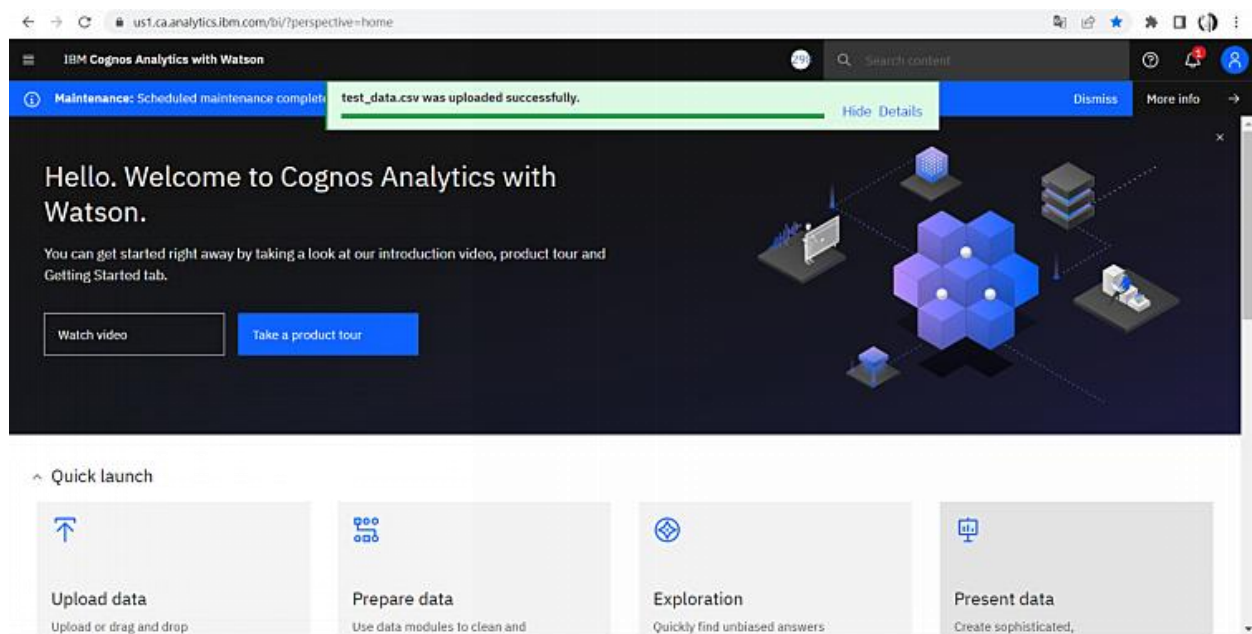 us1.ca.analytics.ibm.com/bi/?perspective=home
IBM Cognos Analytics with Watson
Search content
1
Maintenance: Scheduled maintenance complet
test_data.csv was uploaded successfully.
Hide Details
Dismiss
More info
Hello. Welcome to Cognos Analytics with
Watson.
You can get started right away by taking a look at our introduction video, product tour and
Getting Started tab.
Watch video
Take a product tour
Quick launch
Upload data
Upload or drag and drop
Prepare data
Use data modules to clean and
Exploration
Quickly find unbiased answers
Present data
Create sophisticated,